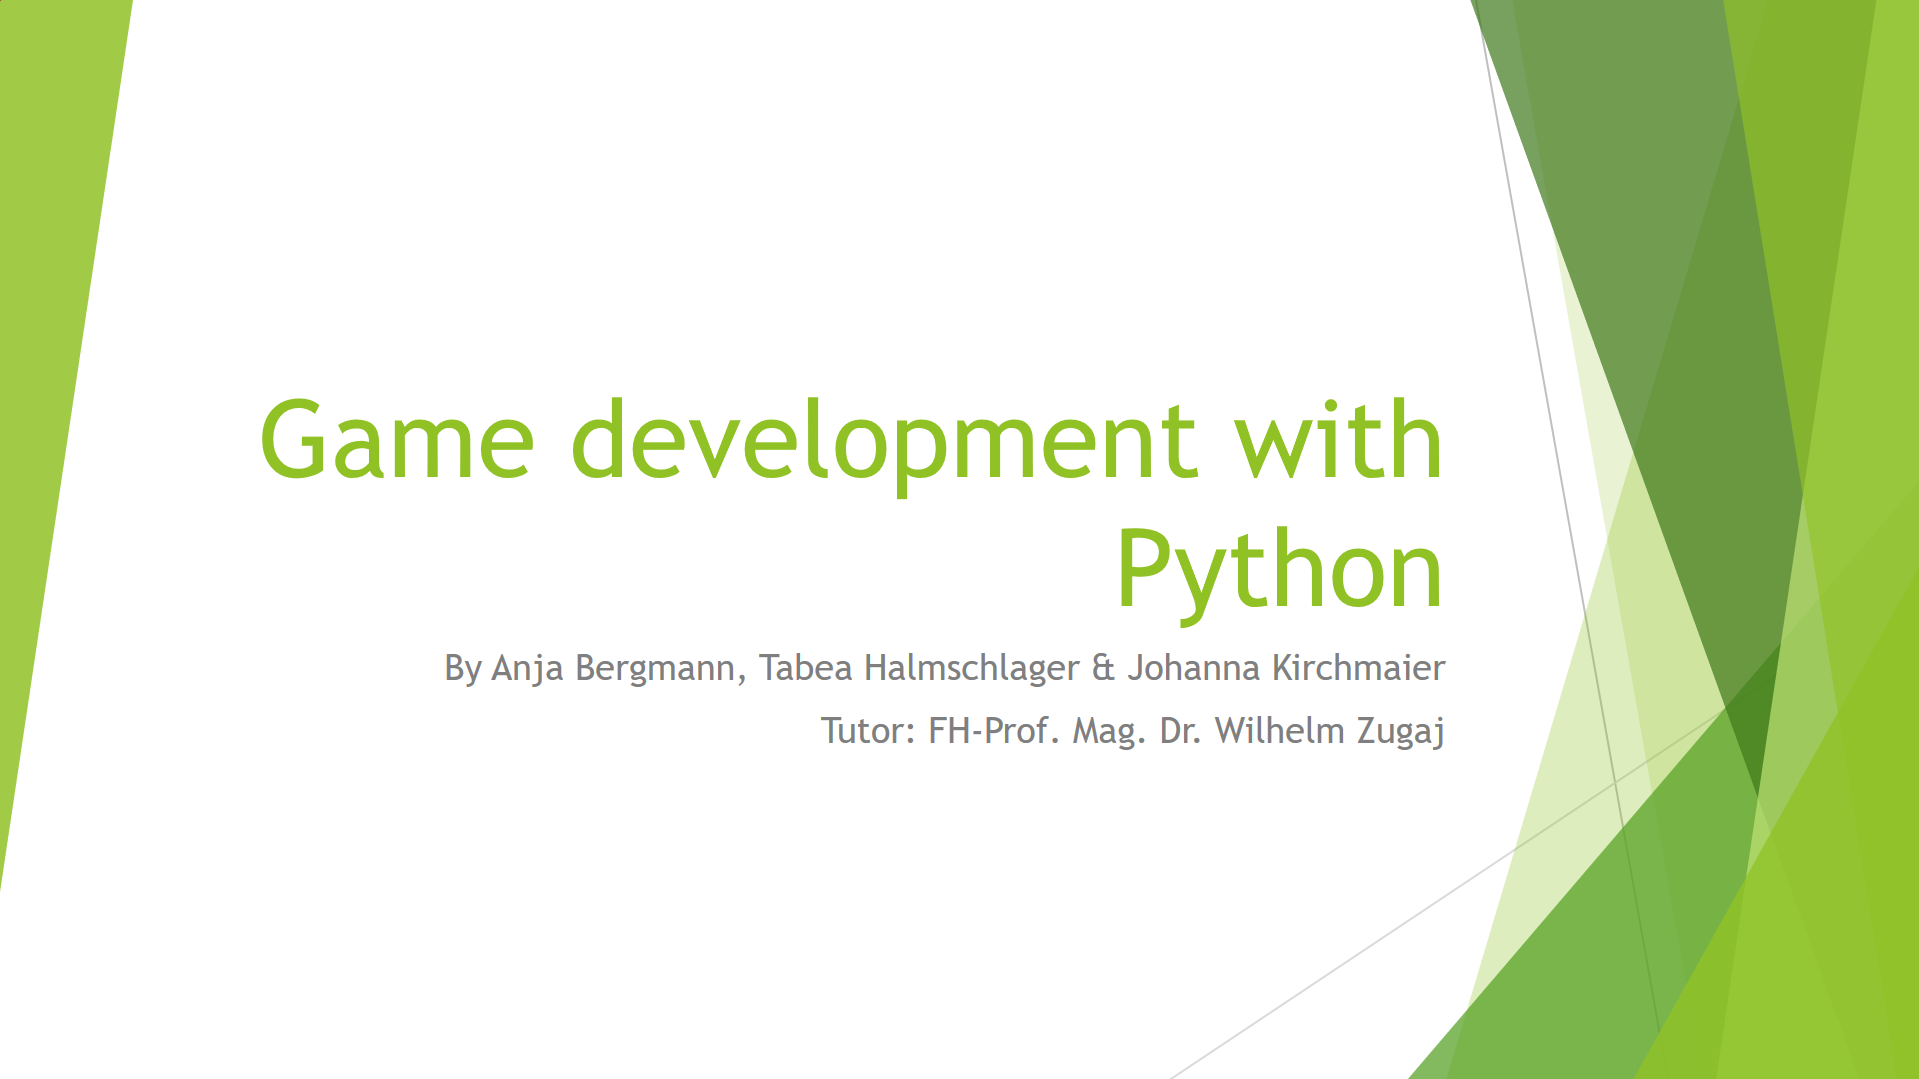 Game development with
Python
By Anja Bergmann, Tabea Halmschlager & Johanna Kirchmaier
Tutor: FH-Prof. Mag. Dr. Wilhelm Zugaj